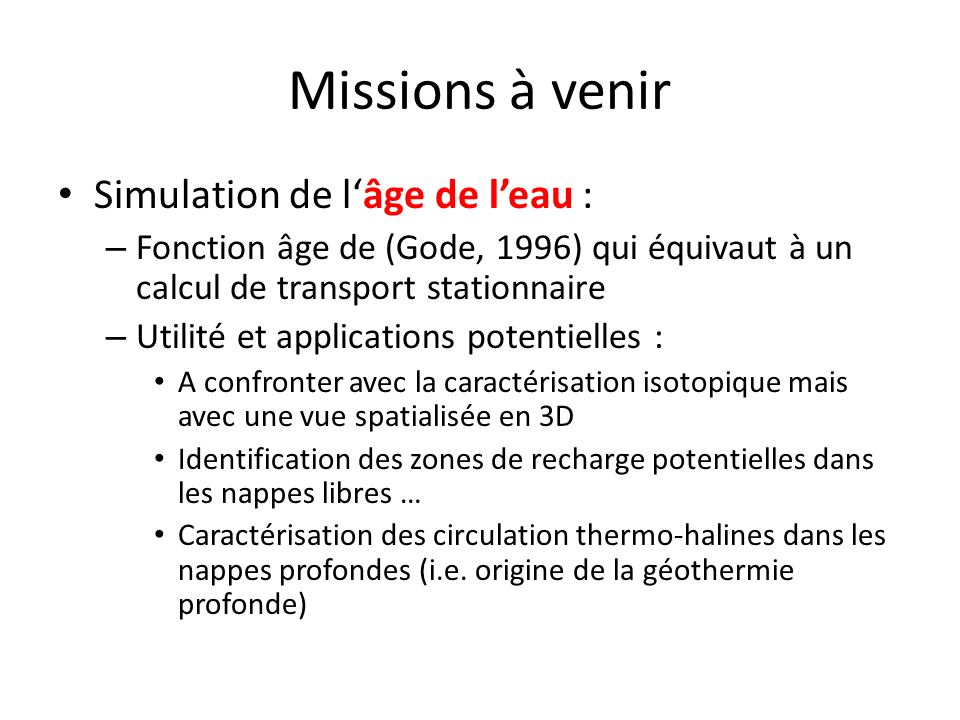 Missions à venir
• Simulation de l‘âge de l’eau :
– Fonction âge de (Gode, 1996) qui équivaut à un
calcul de transport stationnaire
– Utilité et applications potentielles :
• A confronter avec la caractérisation isotopique mais
avec une vue spatialisée en 3D
• Identification des zones de recharge potentielles dans
les nappes libres …
• Caractérisation des circulation thermo-halines dans les
nappes profondes (i.e. origine de la géothermie
profonde)